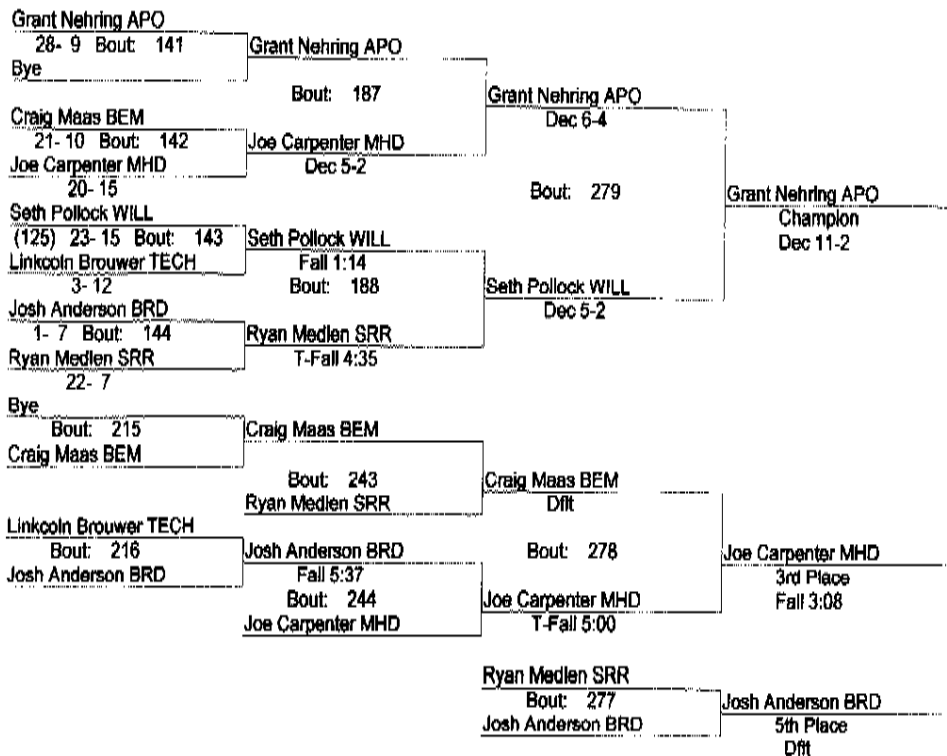 Grant Nehring APO
28- 9 Bout: 141
Bye
Grant Nehring APO
Bout: 187
Craig Maas BEM
21- 10 Bout: 142
Joe Carpenter MHD
20- 15
Joe Carpenter MHD
Dec 5-2
Grant Nehring APO
Dec 6-4
Bout: 279
Seth Pollock WILL
(125) 23- 15 Bout: 143
Linkcoln Brouwer TECH
3- 12
Seth Pollock WILL
Fall 1:14
Bout: 188
Josh Anderson BRD
1- 7 Bout: 144
Ryan Medlen SRR
22- 7
Ryan Medlen SRR
T-Fall 4:35
Seth Pollock WILL
Dec 5-2
Grant Nehring APO
Champion
Dec 11-2
Bye
Bout: 215
Craig Maas BEM
Craig Maas BEM
Bout: 243
Ryan Medlen SRR
Craig Maas BEM
Dflt
Bout: 278
Linkcoln Brouwer TECH
Bout: 216
Josh Anderson BRD
Josh Anderson BRD
Fall 5:37
Bout: 244
Joe Carpenter MHD
Joe Carpenter MHD
T-Fall 5:00
Joe Carpenter MHD
3rd Place
Fall 3:08
Ryan Medlen SRR
Bout: 277
Josh Anderson BRD
Josh Anderson BRD
5th Place
Dflt